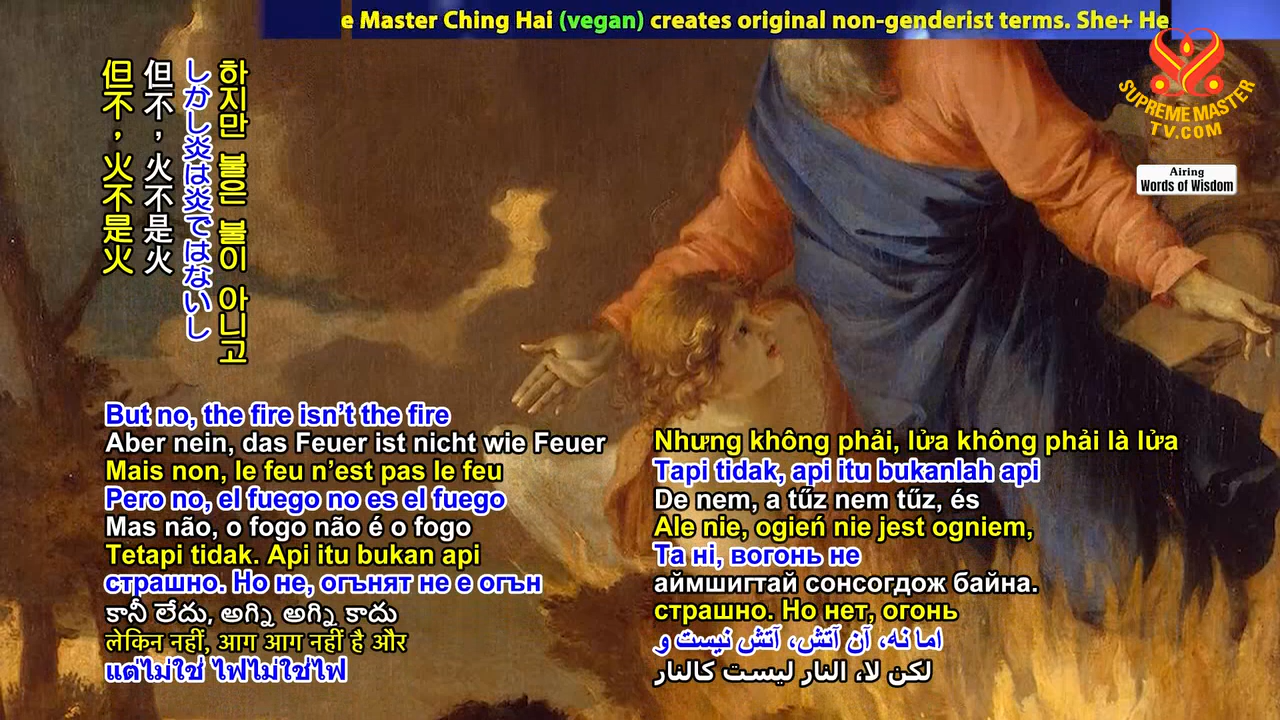 e Master Ching Hai (vegan) creates original non-genderist terms. She+ He
SUPREME MASTER
TV.COM
Airing
Words of Wisdom
하지만 불은 불이 아니고
しかし炎は炎ではないし
但不，火不是火
但不，火不是火
But no, the fire isn’t the fire
Aber nein, das Feuer ist nicht wie Feuer
Mais non, le feu n’est pas le feu
Pero no, el fuego no es el fuego
Mas não, o fogo não é o fogo
Tetapi tidak. Api itu bukan api
страшно. Но не, огънят не е огън
కానీ లేదు, అగ్ని అగ్ని కాదు
लेकिन नहीं, आग आग नहीं है और
แต่ไม่ใช่ ไฟไม่ใช่ไฟ
Nhưng không phải, lửa không phải là lửa
Tapi tidak, api itu bukanlah api
De nem, a tűz nem tűz, és
Ale nie, ogień nie jest ogniem,
Та ні, вогонь не
аймшигтай сонсогдож байна.
страшно. Но нет, огонь
اما نه، آن آتش، آتش نیست و
لكن لا، النار ليست كالنار